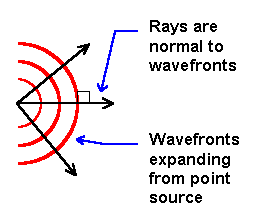 Rays are
normal to
wavefronts
Wavefronts
expanding
from point
source